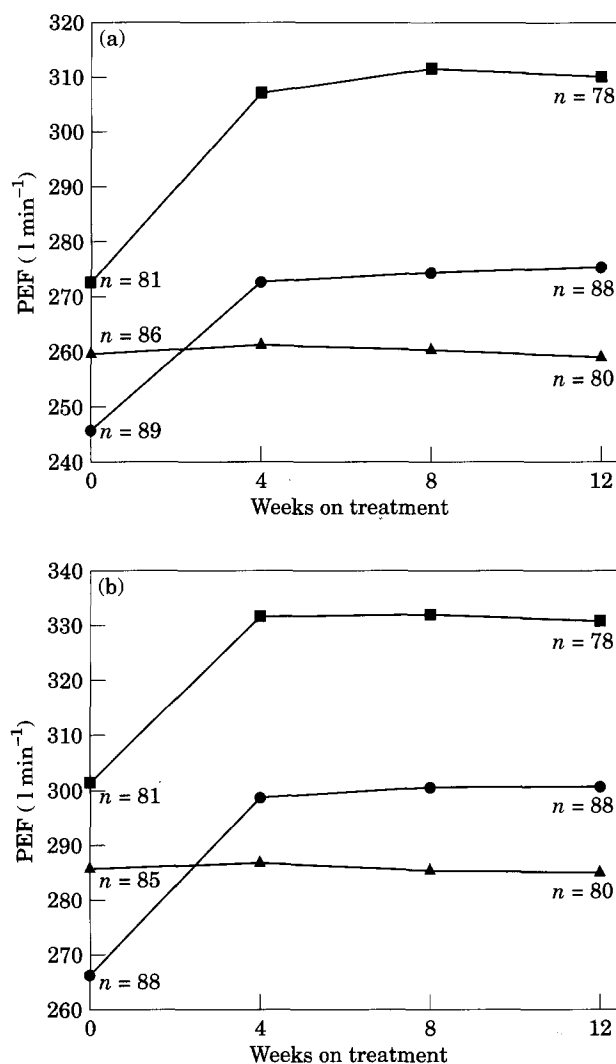 (a)
320
310
300
290
280
270
260
250
240
PEF ( l min⁻¹)
n = 78
n = 81
n = 88
n = 86
n = 80
n = 89
0
4
8
12
Weeks on treatment
(b)
340
330
320
310
300
290
280
270
260
PEF ( l min⁻¹)
n = 78
n = 81
n = 88
n = 85
n = 80
n = 88
0
4
8
12
Weeks on treatment